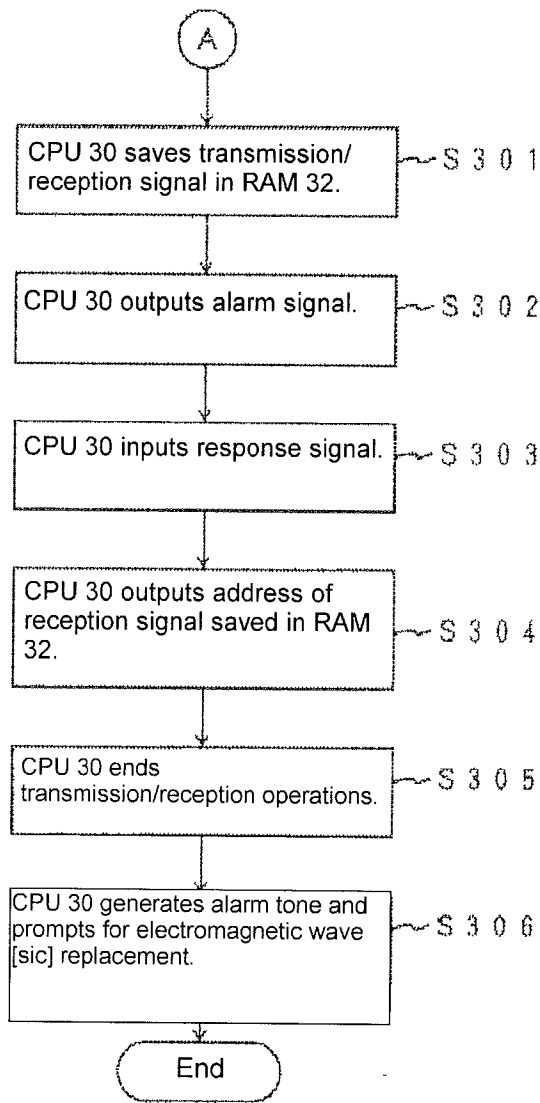 A
CPU 30 saves transmission/
reception signal in RAM 32.
S301
CPU 30 outputs alarm signal.
S302
CPU 30 inputs response signal.
S303
CPU 30 outputs address of
reception signal saved in RAM
32.
S304
CPU 30 ends
transmission/reception operations.
S305
CPU 30 generates alarm tone and
prompts for electromagnetic wave
[sic] replacement.
S306
End